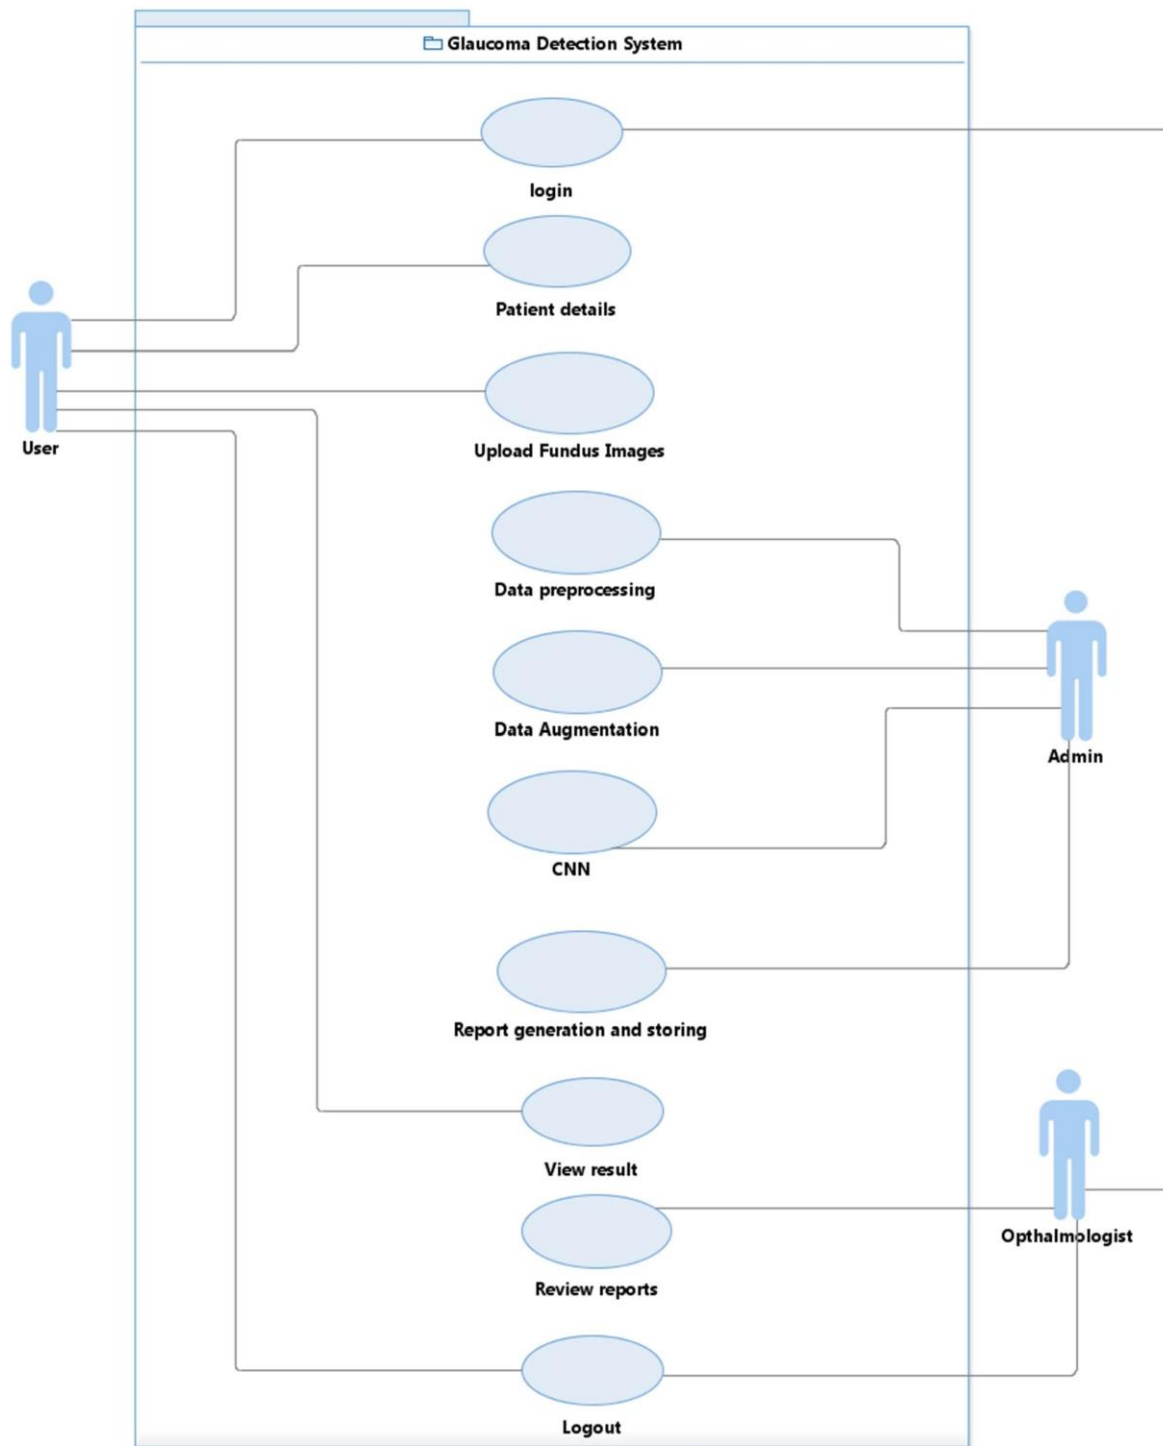 Glaucoma Detection System
login
Patient details
User
Upload Fundus Images
Data preprocessing
Data Augmentation
Admin
CNN
Report generation and storing
View result
Opthalmologist
Review reports
Logout